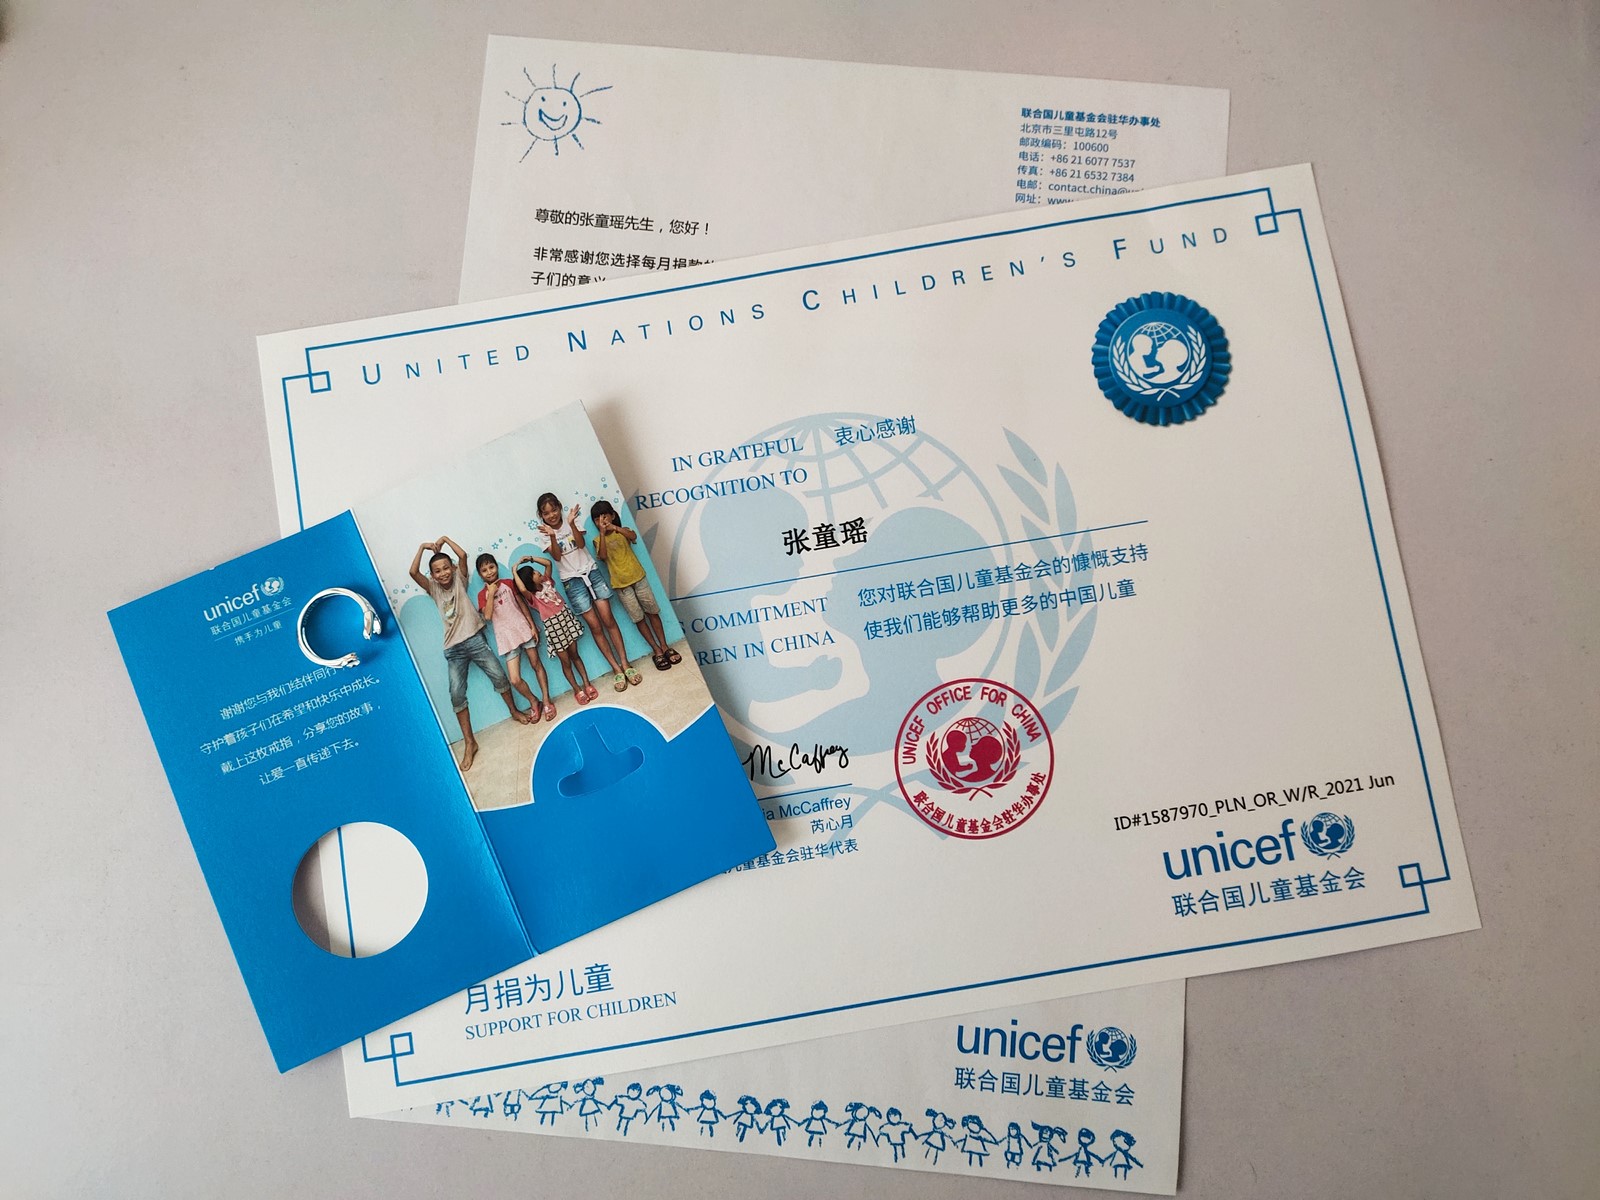 联合国儿童基金会驻华办事处
北京市三里屯路12号
邮政编码：100600
电话：+86 21 6077 7537
传真：+86 21 6532 7384
电邮：contact.china@
网址：www.
尊敬的张童瑶先生，您好！
非常感谢您选择每月捐款
子们的意义
UNITED NATIONS CHILDREN'S FUND
IN GRATEFUL 衷心感谢
RECOGNITION TO
张童瑶
COMMITMENT 您对联合国儿童基金会的慷慨支持
REN IN CHINA 使我们能够帮助更多的中国儿童
McCaffrey
McCaffrey
芮心月
儿童基金会驻华代表
UNICEF OFFICE FOR CHINA
联合国儿童基金会驻华办事处
ID#1587970_PLN_OR_W/R_2021 Jun
unicef
联合国儿童基金会
月捐为儿童
SUPPORT FOR CHILDREN
unicef
联合国儿童基金会
携手为儿童
谢谢您与我们结伴同行
守护着孩子们在希望和快乐中成长。
戴上这枚戒指，分享您的故事，
让爱一直传递下去。
unicef
联合国儿童基金会